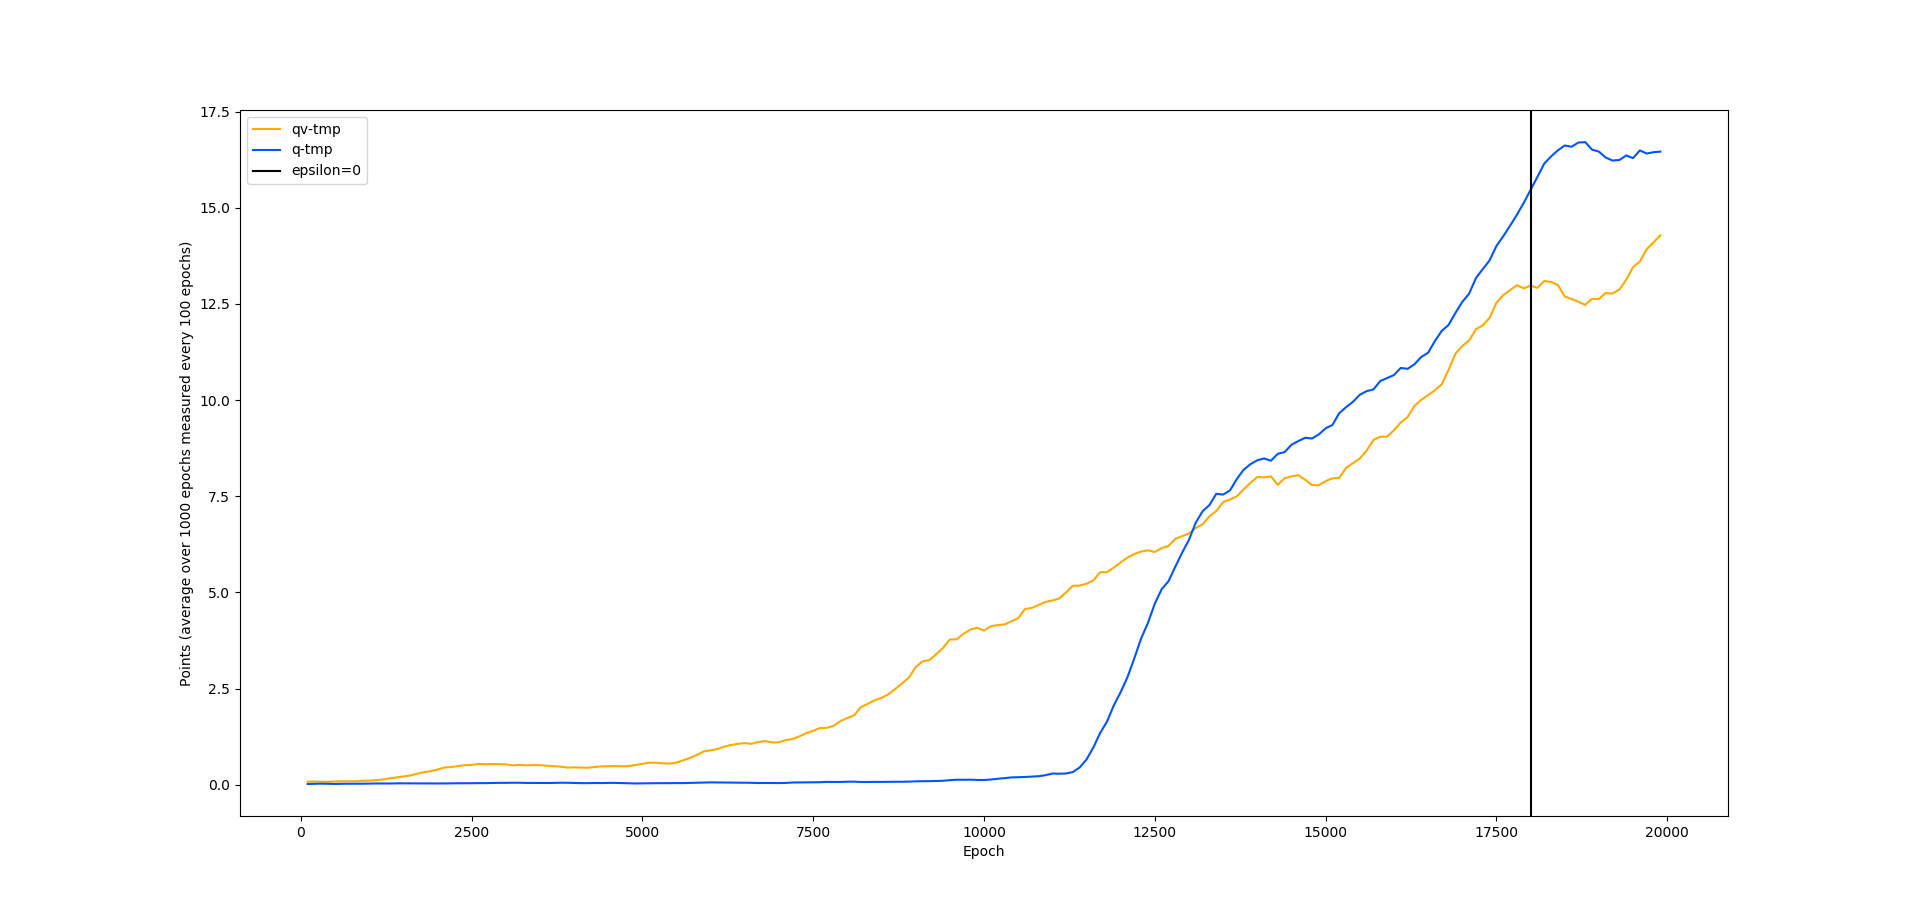 qv-tmp
q-tmp
epsilon=0
17.5
15.0
12.5
10.0
7.5
5.0
2.5
0.0
Points (average over 1000 epochs measured every 100 epochs)
0 2500 5000 7500 10000 12500 15000 17500 20000
Epoch